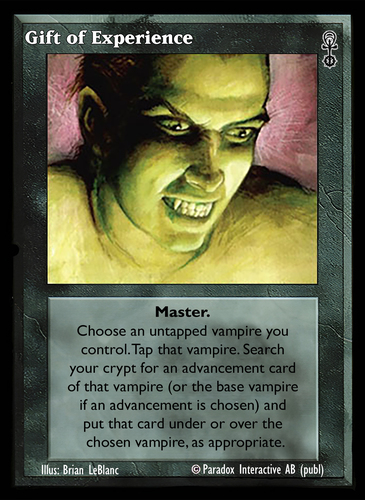 Gift of Experience
Master.
Choose an untapped vampire you
control. Tap that vampire. Search
your crypt for an advancement card
of that vampire (or the base vampire
if an advancement is chosen) and
put that card under or over the
chosen vampire, as appropriate.
Illus: Brian LeBlanc © Paradox Interactive AB (publ)